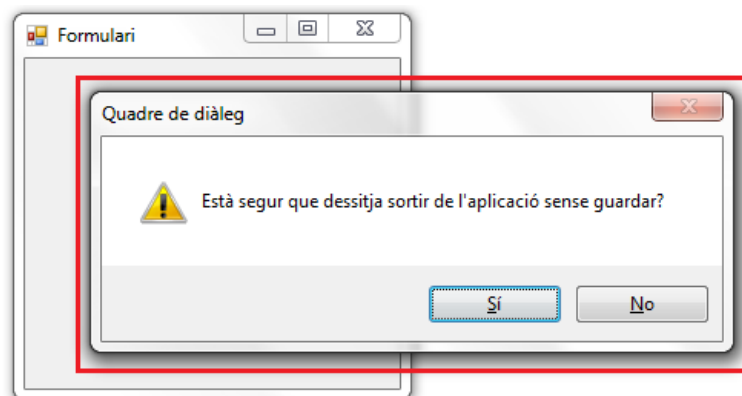 Formulari
Quadre de diàleg
Està segur que dessitja sortir de l'aplicació sense guardar?
Sí
No